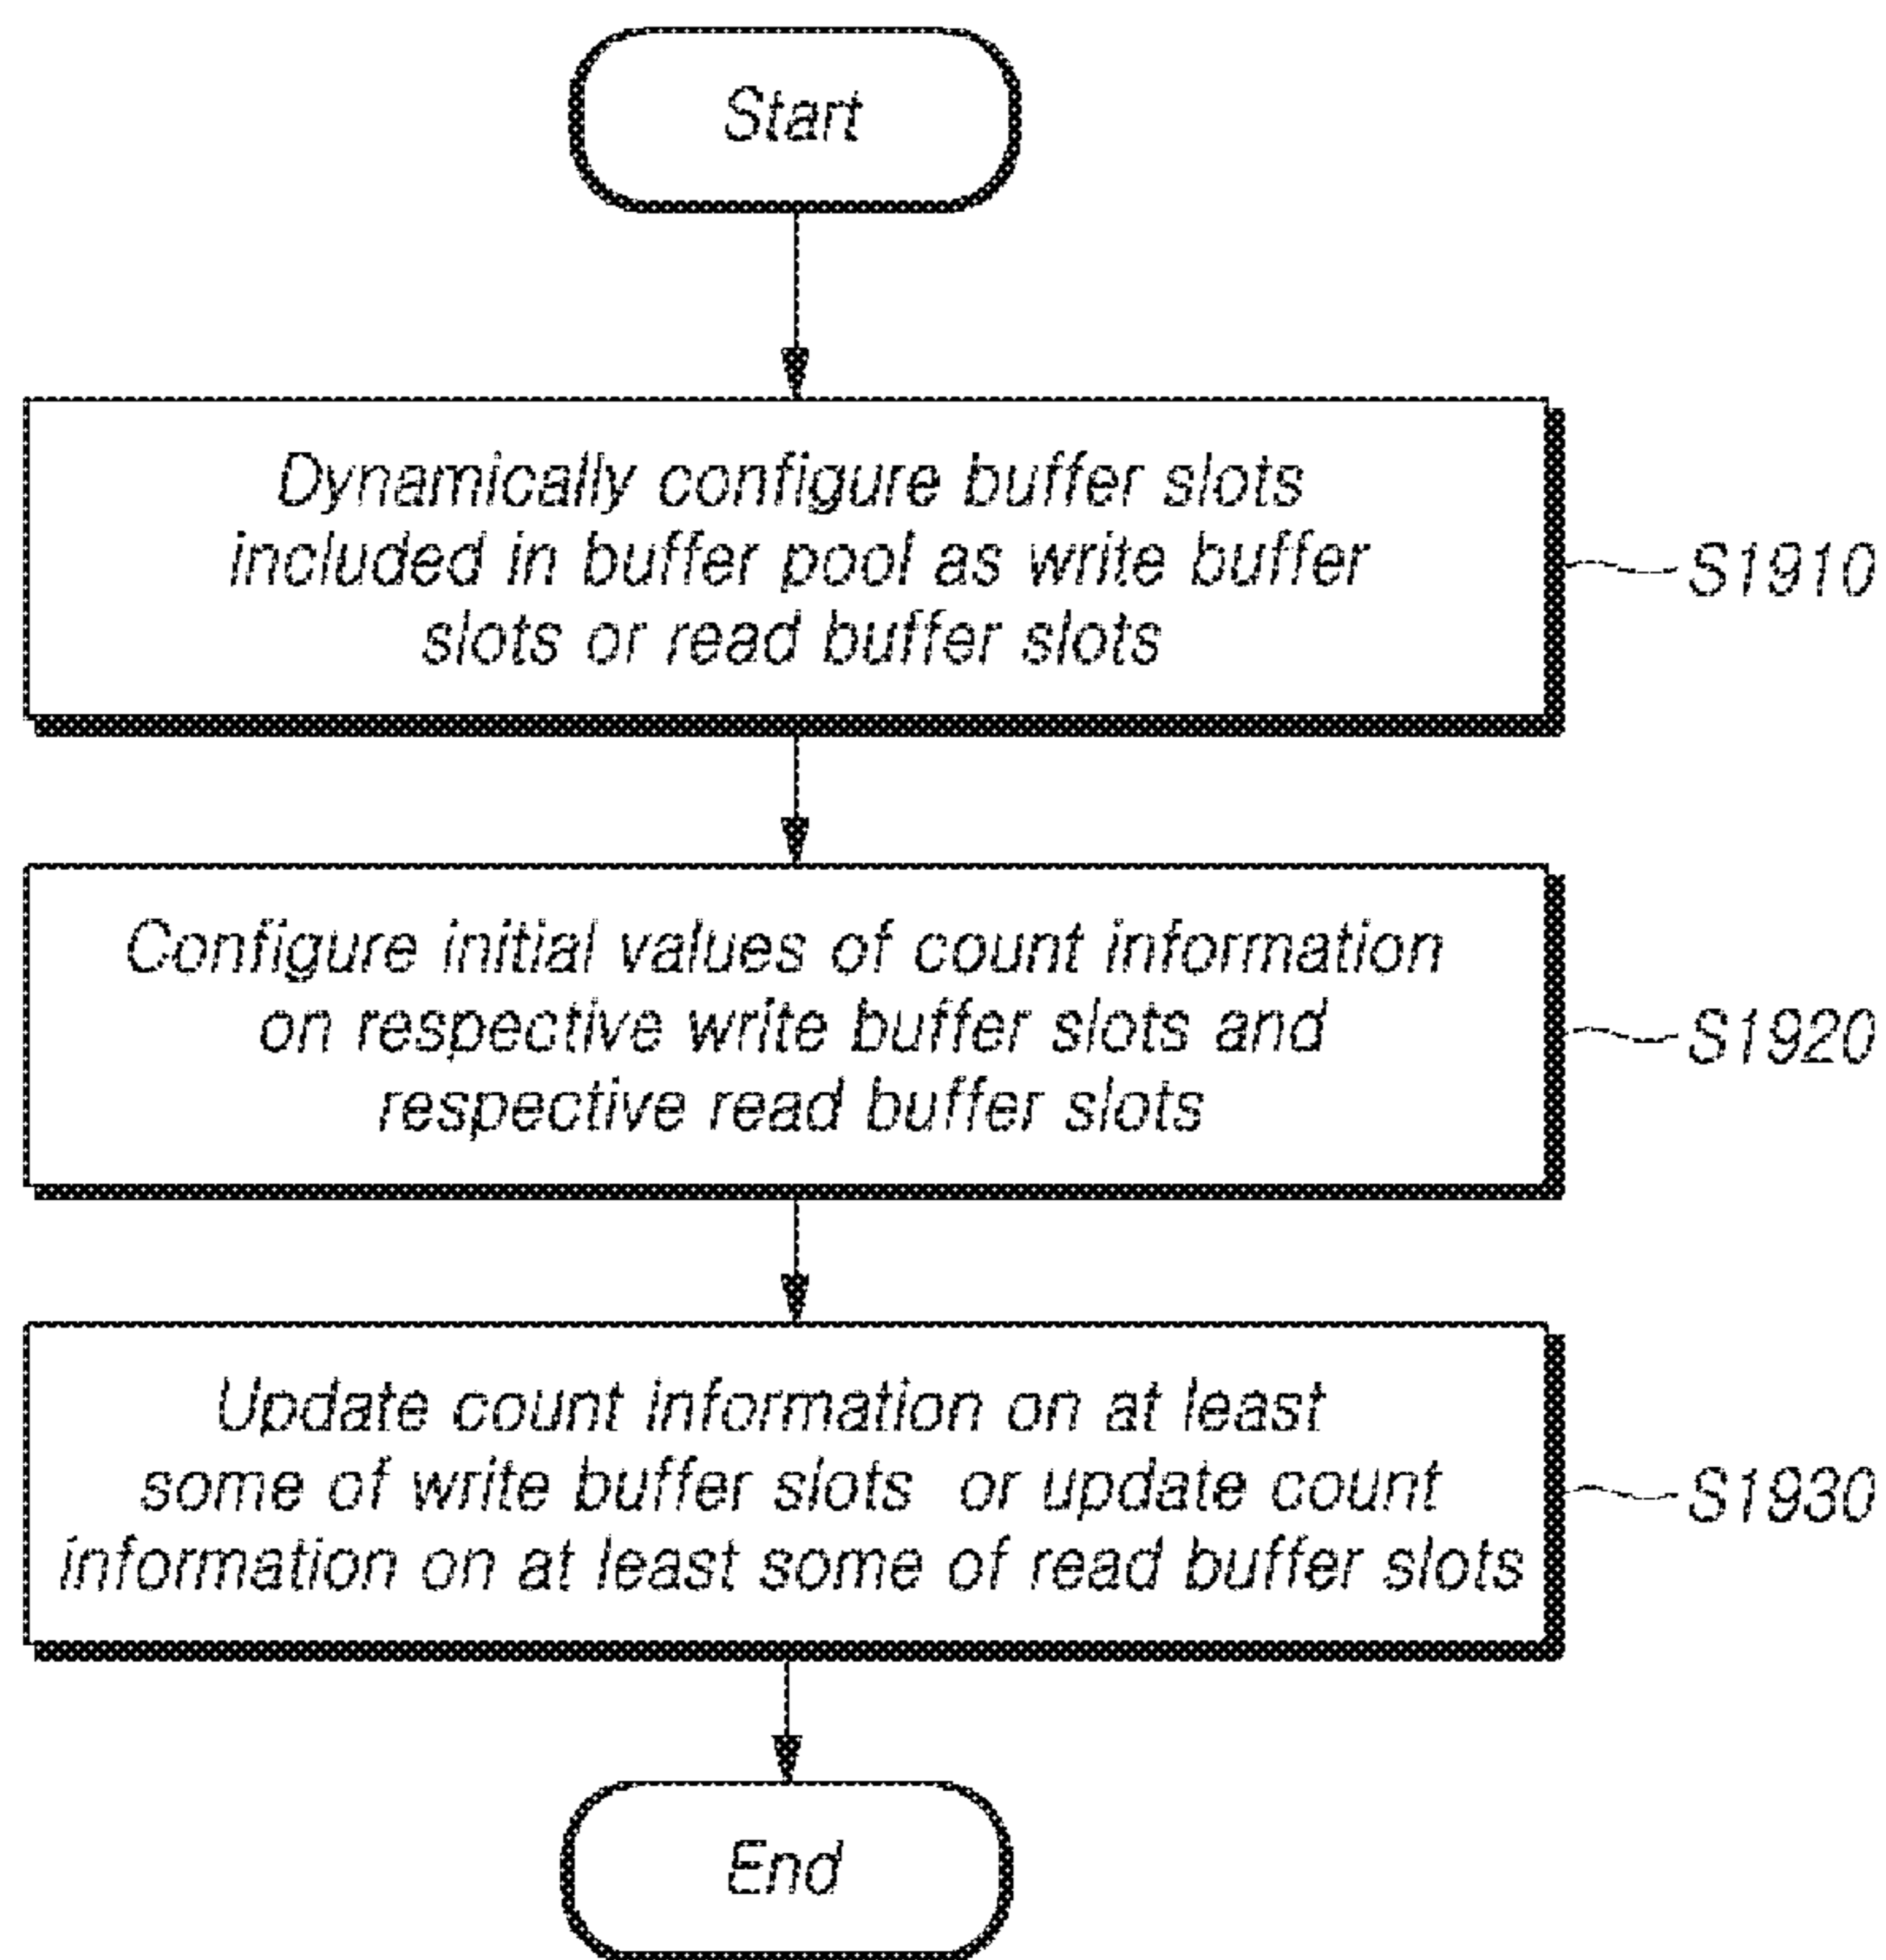 Start
Dynamically configure buffer slots
included in buffer pool as write buffer
slots or read buffer slots
S1910
Configure initial values of count information
on respective write buffer slots and
respective read buffer slots
S1920
Update count information on at least
some of write buffer slots or update count
information on at least some of read buffer slots
S1930
End